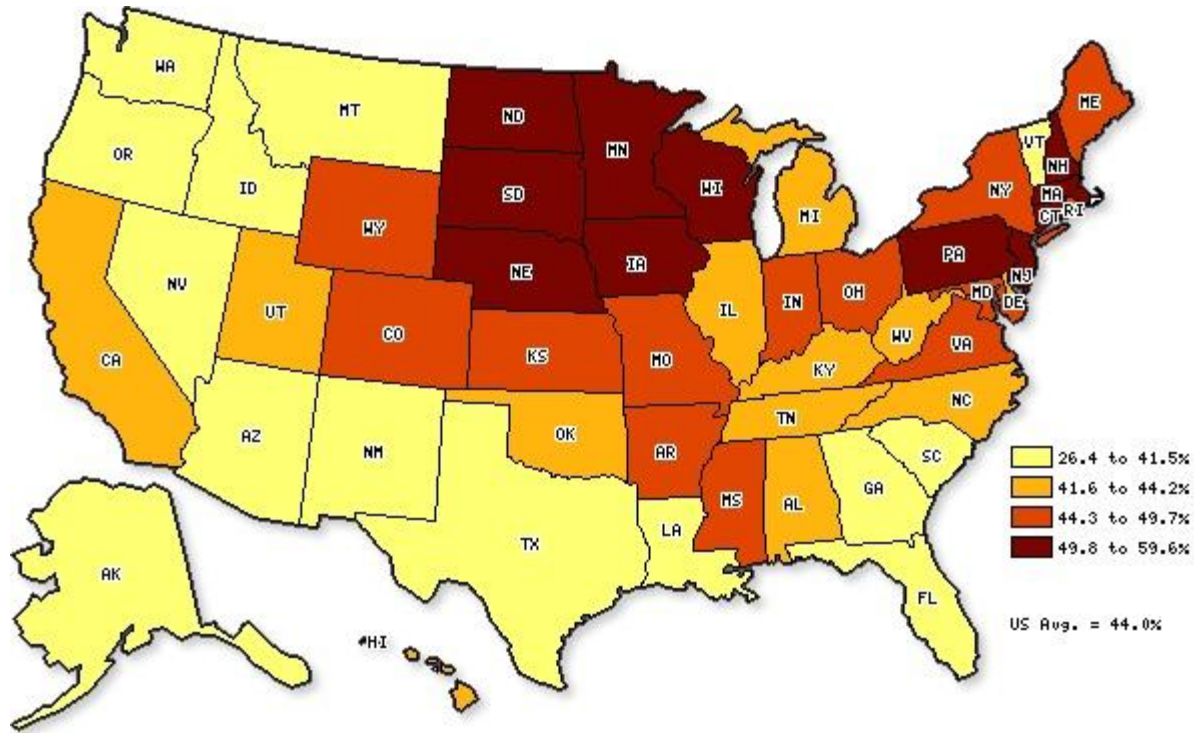 WA
MT
ND
MN
ME
OR
ID
SD
WI
VT
NH
NY
MA
WY
MI
CT
RI
NE
IA
PA
NJ
NV
UT
CO
IL
IN
OH
MD
DE
CA
KS
MO
WV
VA
KY
AZ
NM
OK
AR
TN
NC
SC
MS
AL
GA
TX
LA
AK
FL
*HI
26.4 to 41.5%
41.6 to 44.2%
44.3 to 49.7%
49.8 to 59.6%
US Avg. = 44.0%